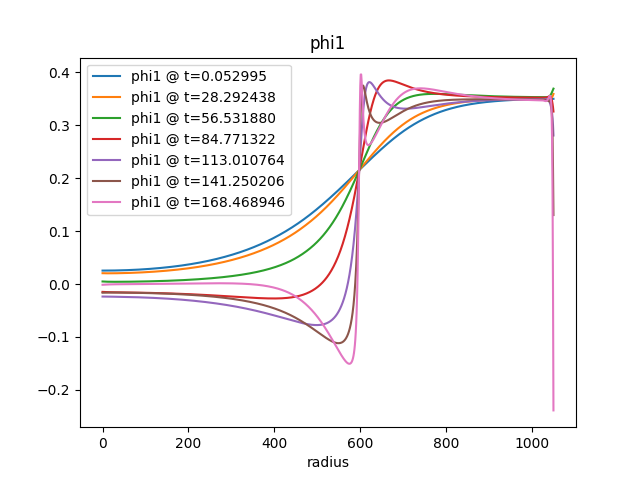 phi1
0.4
0.3
0.2
0.1
0.0
−0.1
−0.2
phi1 @ t=0.052995
phi1 @ t=28.292438
phi1 @ t=56.531880
phi1 @ t=84.771322
phi1 @ t=113.010764
phi1 @ t=141.250206
phi1 @ t=168.468946
0 200 400 600 800 1000
radius